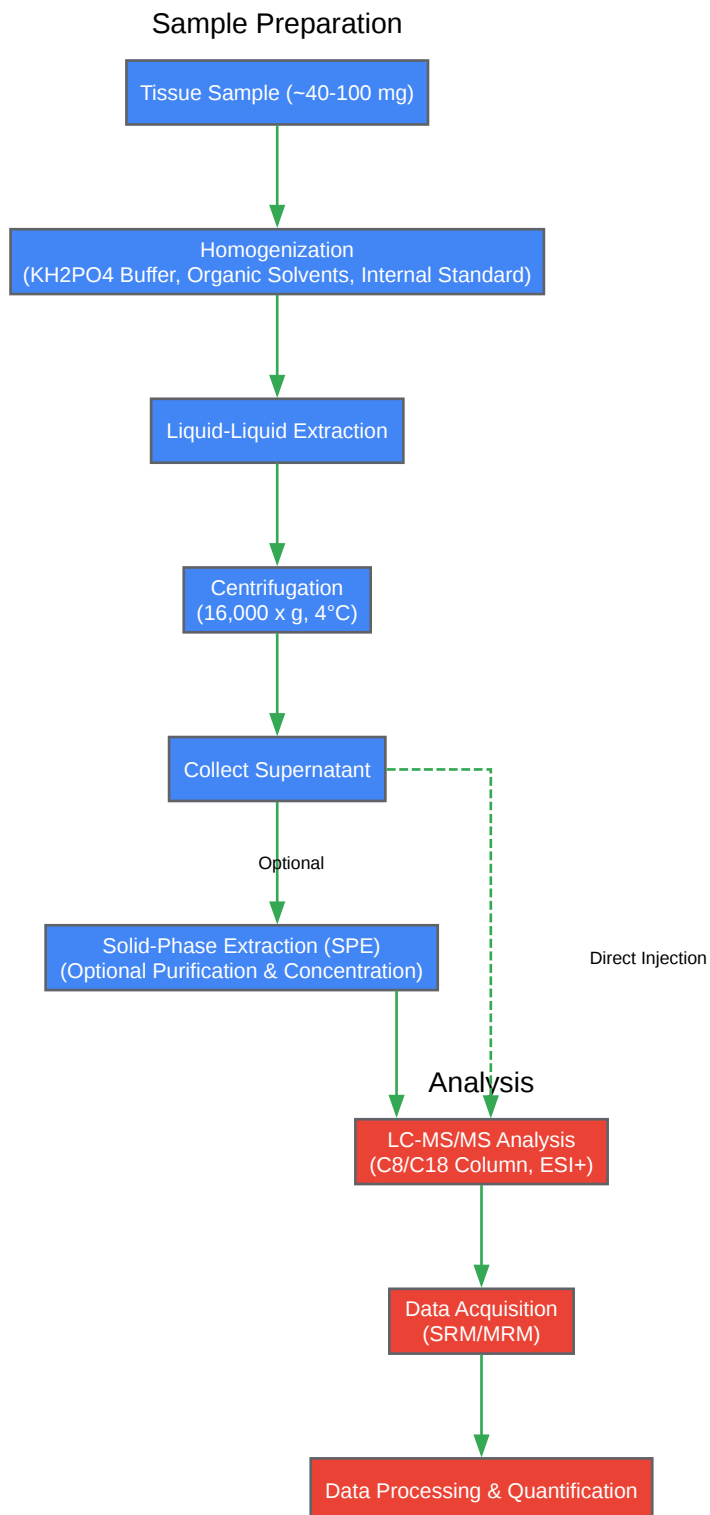 Sample Preparation
Tissue Sample (~40-100 mg)
Homogenization
(KH2PO4 Buffer, Organic Solvents, Internal Standard)
Liquid-Liquid Extraction
Centrifugation
(16,000 x g, 4°C)
Collect Supernatant
Optional
Solid-Phase Extraction (SPE)
(Optional Purification & Concentration)
Direct Injection
Analysis
LC-MS/MS Analysis
(C8/C18 Column, ESI+)
Data Acquisition
(SRM/MRM)
Data Processing & Quantification